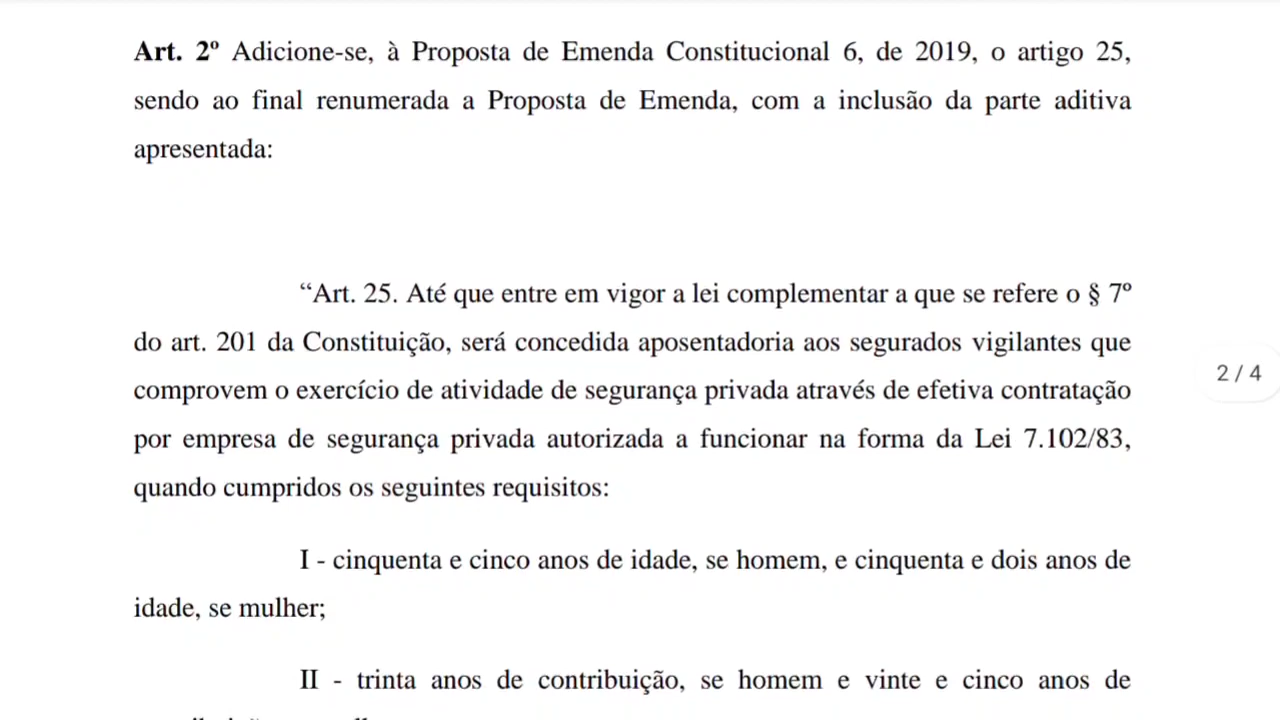 Art. 2º Adicione-se, à Proposta de Emenda Constitucional 6, de 2019, o artigo 25,
sendo ao final renumerada a Proposta de Emenda, com a inclusão da parte aditiva
apresentada:
“Art. 25. Até que entre em vigor a lei complementar a que se refere o § 7º
do art. 201 da Constituição, será concedida aposentadoria aos segurados vigilantes que
comprovem o exercício de atividade de segurança privada através de efetiva contratação
por empresa de segurança privada autorizada a funcionar na forma da Lei 7.102/83,
quando cumpridos os seguintes requisitos:
2 / 4
I - cinquenta e cinco anos de idade, se homem, e cinquenta e dois anos de
idade, se mulher;
II - trinta anos de contribuição, se homem e vinte e cinco anos de